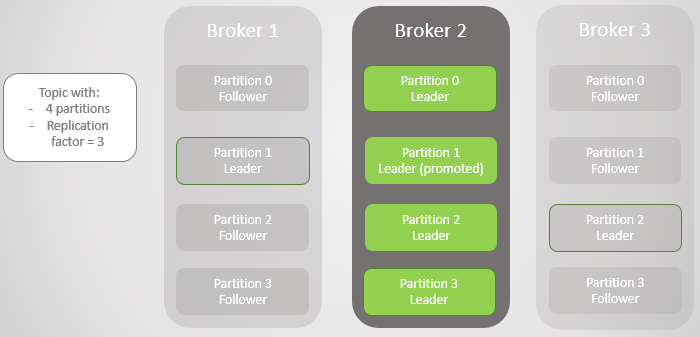 Topic with:
- 4 partitions
- Replication
factor = 3
Broker 1
Partition 0
Follower
Partition 1
Leader
Partition 2
Follower
Partition 3
Follower
Broker 2
Partition 0
Leader
Partition 1
Leader (promoted)
Partition 2
Leader
Partition 3
Leader
Broker 3
Partition 0
Follower
Partition 1
Follower
Partition 2
Leader
Partition 3
Follower